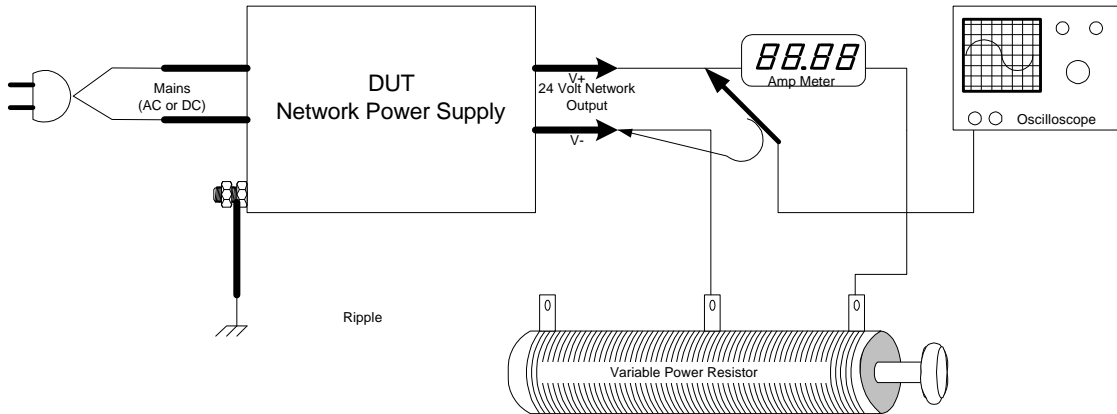 Mains
(AC or DC)
DUT
Network Power Supply
V+
24 Volt Network
Output
V-
88.88
Amp Meter
Oscilloscope
Ripple
Variable Power Resistor